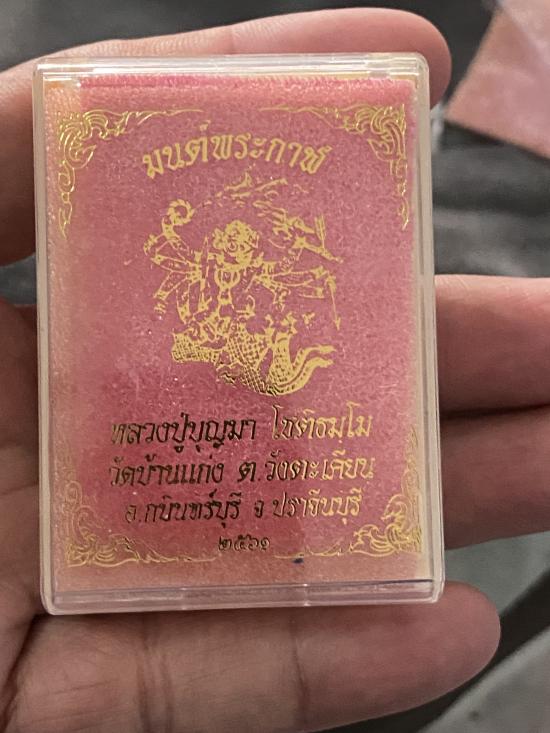 มนต์พระกาฬ
หลวงปู่บุญมา โชติธมฺโม
วัดบ้านแก่ง ต.วังตะเคียน
อ.กบินทร์บุรี จ.ปราจีนบุรี
๒๕๖๑